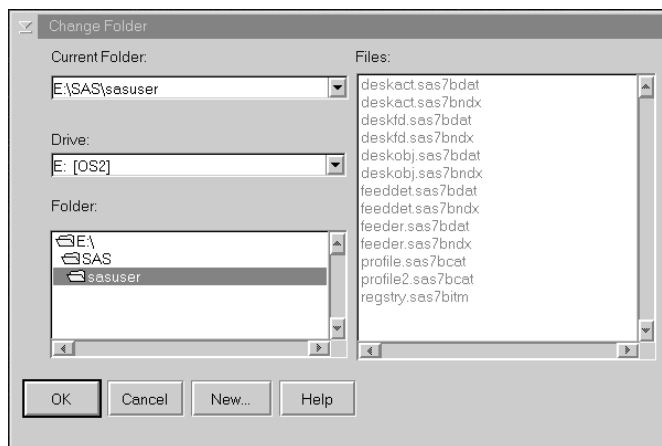 Change Folder
Current Folder:
E:\SAS\sasuser
Drive:
E: [OS2]
Folder:
E:\
SAS
sasuser
Files:
deskact.sas7bdat
deskact.sas7bndx
deskfd.sas7bdat
deskfd.sas7bndx
deskobj.sas7bdat
deskobj.sas7bndx
feeddet.sas7bdat
feeddet.sas7bndx
feeder.sas7bdat
feeder.sas7bndx
profile.sas7bcat
profile2.sas7bcat
regstry.sas7bitm
OK
Cancel
New...
Help